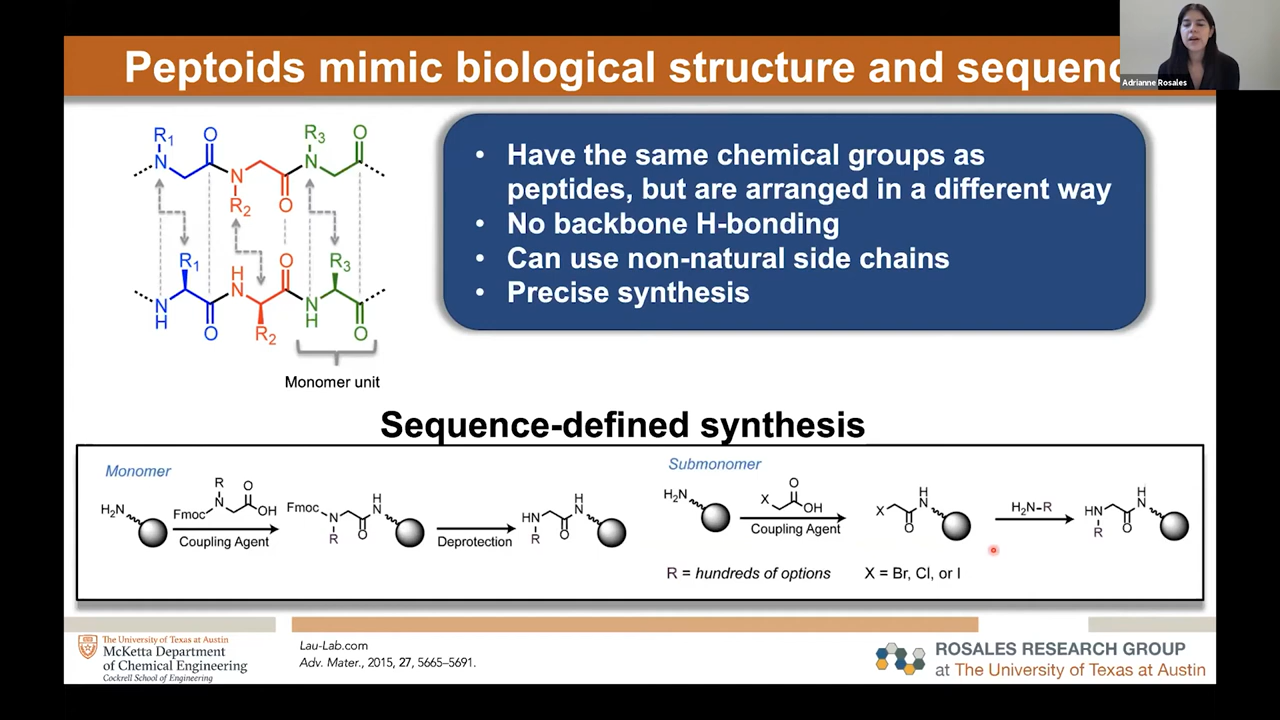 Peptoids mimic biological structure and sequenc
Adrianne Rosales
R1
O
R3
O
N
N
N
R2
O
R1
H
O
R3
N
H
O
N
R2
N
H
O
Monomer unit
• Have the same chemical groups as
peptides, but are arranged in a different way
• No backbone H-bonding
• Can use non-natural side chains
• Precise synthesis
Sequence-defined synthesis
Monomer
H2N
R
Fmoc
N
O
OH
Coupling Agent
Fmoc
N
R
O
H
N
Deprotection
HN
R
O
H
N
Submonomer
H2N
X
O
OH
Coupling Agent
X
O
H
N
H2N-R
HN
R
O
H
N
R = hundreds of options
X = Br, Cl, or I
The University of Texas at Austin
McKetta Department
of Chemical Engineering
Cockrell School of Engineering
Lau-Lab.com
Adv. Mater., 2015, 27, 5665–5691.
ROSALES RESEARCH GROUP
at The University of Texas at Austin